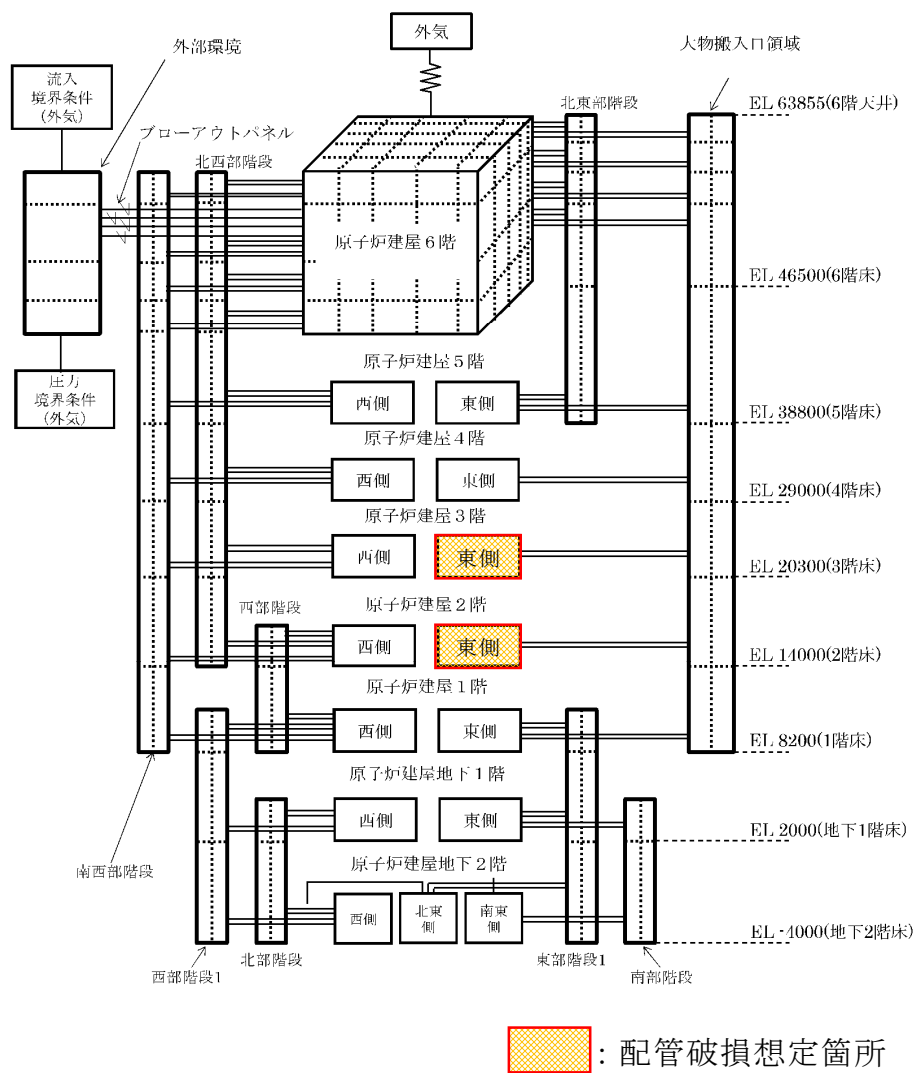 外気
外部環境
大物搬入口領域
流入
境界条件
(外気)
ブローアウトパネル
北西部階段
北東部階段
EL 63855(6階天井)
原子炉建屋6階
EL 46500(6階床)
圧力
境界条件
(外気)
原子炉建屋5階
西側
東側
EL 38800(5階床)
原子炉建屋4階
西側
東側
EL 29000(4階床)
原子炉建屋3階
西側
東側
EL 20300(3階床)
西部階段
原子炉建屋2階
西側
東側
EL 14000(2階床)
原子炉建屋1階
西側
東側
EL 8200(1階床)
原子炉建屋地下1階
西側
東側
EL 2000(地下1階床)
南西部階段
原子炉建屋地下2階
西側
北東
側
南東
側
EL -4000(地下2階床)
西部階段1
北部階段
東部階段1
南部階段
：配管破損想定箇所